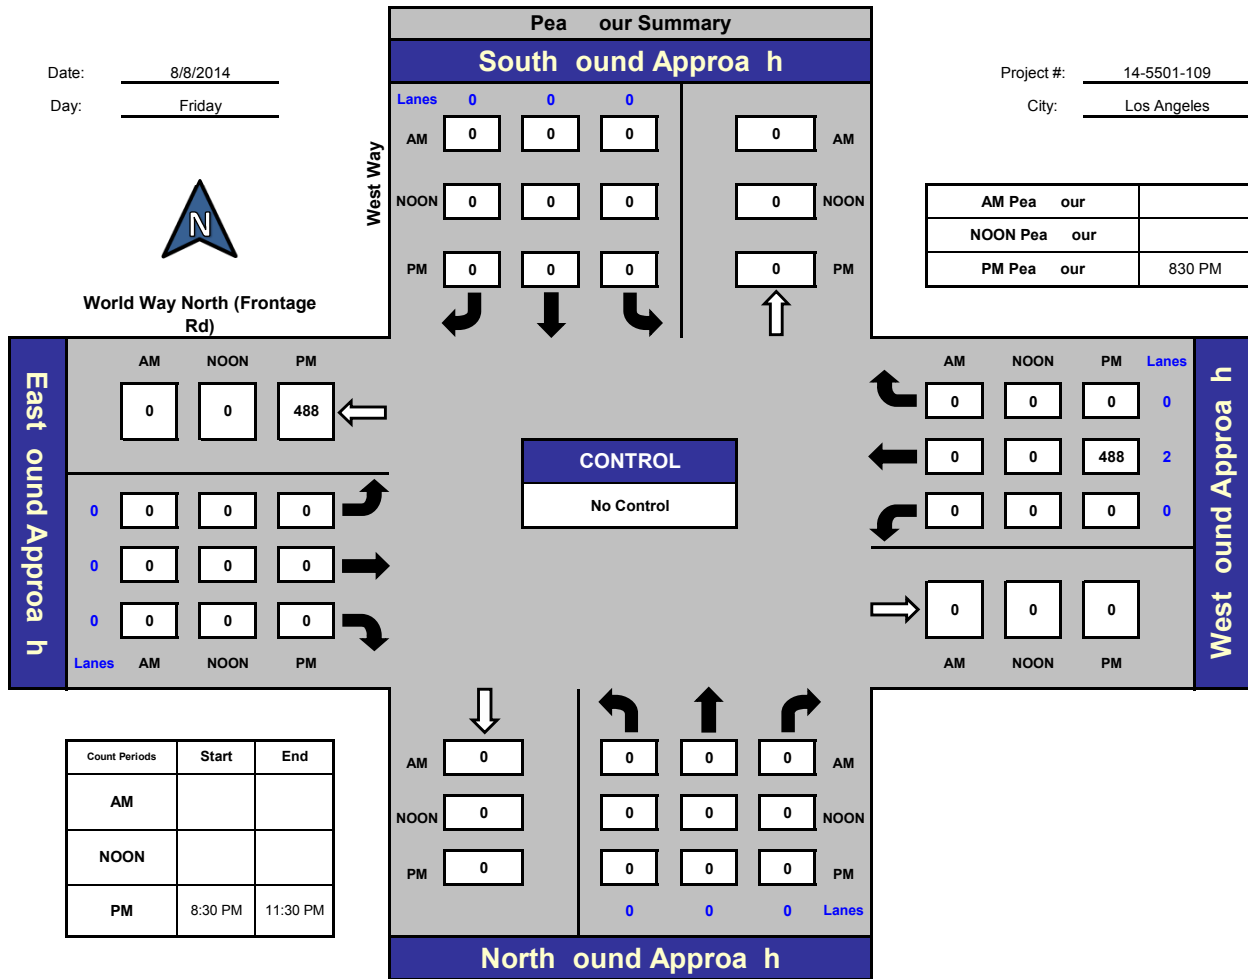 Pea our Summary
South ound Approa h
Date: 8/8/2014
Day: Friday
Project #: 14-5501-109
City: Los Angeles
N
World Way North (Frontage
Rd)
West Way
Lanes 0 0 0
AM 0 0 0 0 AM
NOON 0 0 0 0 NOON
PM 0 0 0 0 PM
AM Pea our
NOON Pea our
PM Pea our 830 PM
East ound Approa h
AM NOON PM
0 0 488
0 0 0 0
0 0 0 0
0 0 0 0
Lanes AM NOON PM
CONTROL
No Control
AM NOON PM Lanes
0 0 0 0
0 0 488 2
0 0 0 0
0 0 0
AM NOON PM
West ound Approa h
Count Periods Start End
AM
NOON
PM 8:30 PM 11:30 PM
AM 0 0 0 0 AM
NOON 0 0 0 0 NOON
PM 0 0 0 0 PM
0 0 0 Lanes
North ound Approa h